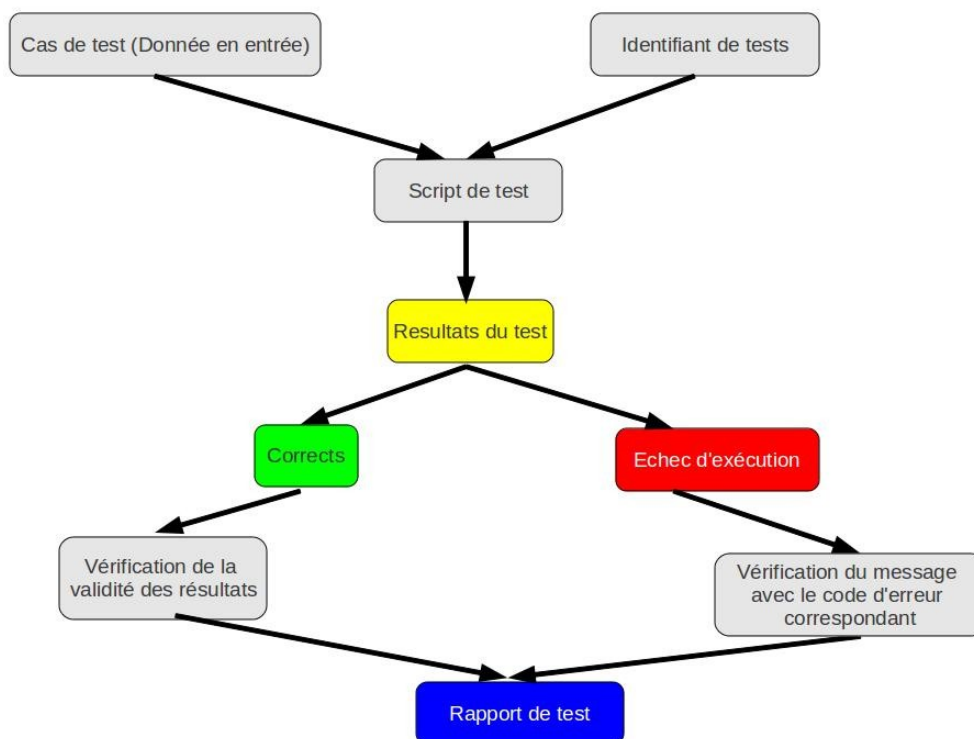 Cas de test (Donnée en entrée)
Identifiant de tests
Script de test
Resultats du test
Corrects
Echec d'exécution
Vérification de la
validité des résultats
Vérification du message
avec le code d'erreur
correspondant
Rapport de test